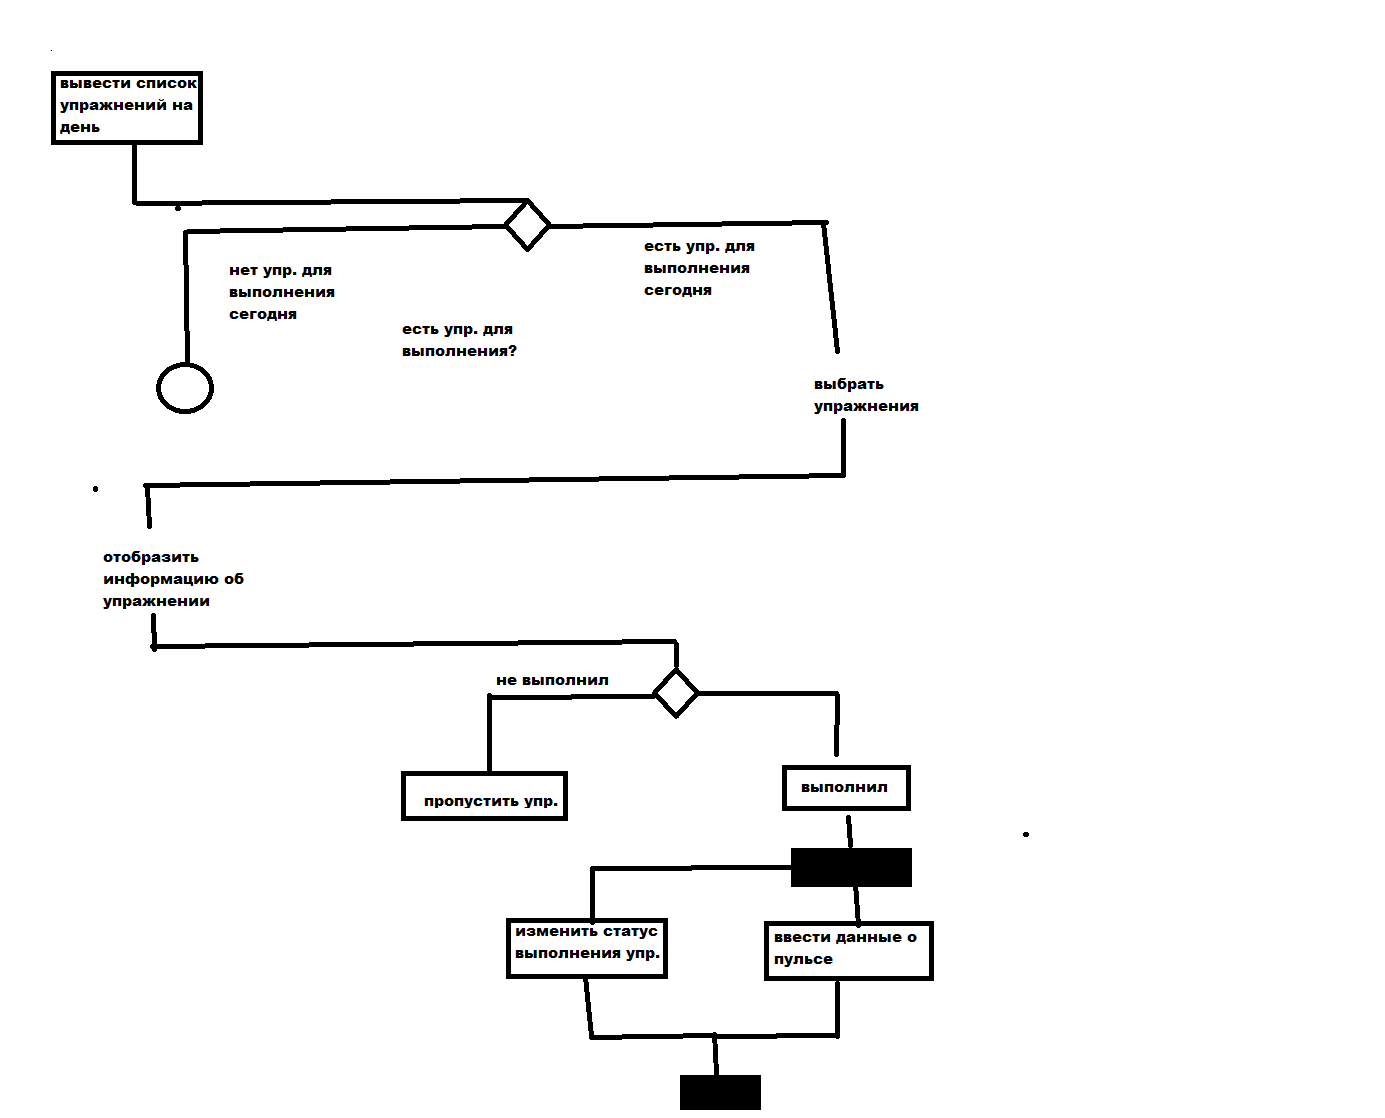 вывести список
упражнений на
день
есть упр. для
выполнения
сегодня
нет упр. для
выполнения
сегодня
есть упр. для
выполнения?
выбрать
упражнения
отобразить
информацию об
упражнении
не выполнил
пропустить упр.
выполнил
изменить статус
выполнения упр.
ввести данные о
пульсе